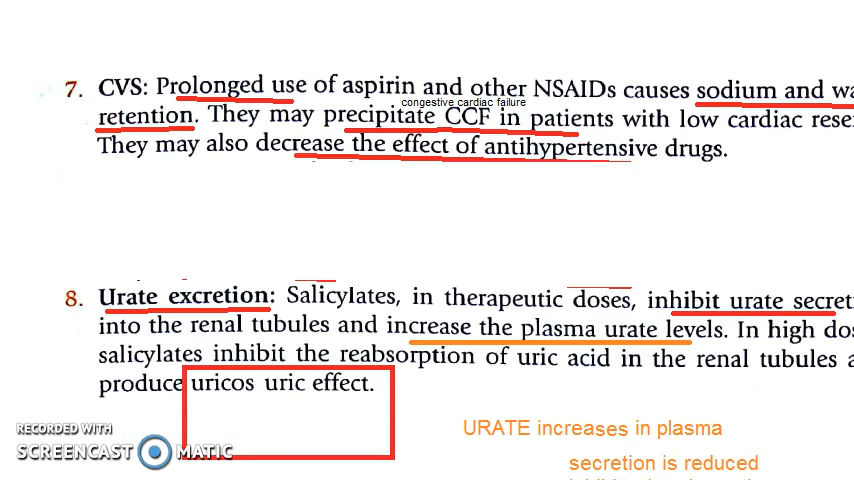 7. CVS: Prolonged use of aspirin and other NSAIDs causes sodium and
congestive cardiac failure
retention. They may precipitate CCF in patients with low cardiac
They may also decrease the effect of antihypertensive drugs.
8. Urate excretion: Salicylates, in therapeutic doses, inhibit urate
into the renal tubules and increase the plasma urate levels. In high
salicylates inhibit the reabsorption of uric acid in the renal tubules
produce uricos uric effect.
RECORDED WITH
URATE increases in plasma
SCREENCAST MATIC
secretion is reduced